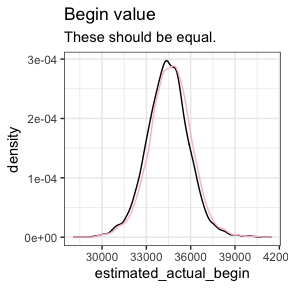 Begin value
These should be equal.
3e-04
2e-04
1e-04
0e+00
density
30000 33000 36000 39000 4200
estimated_actual_begin